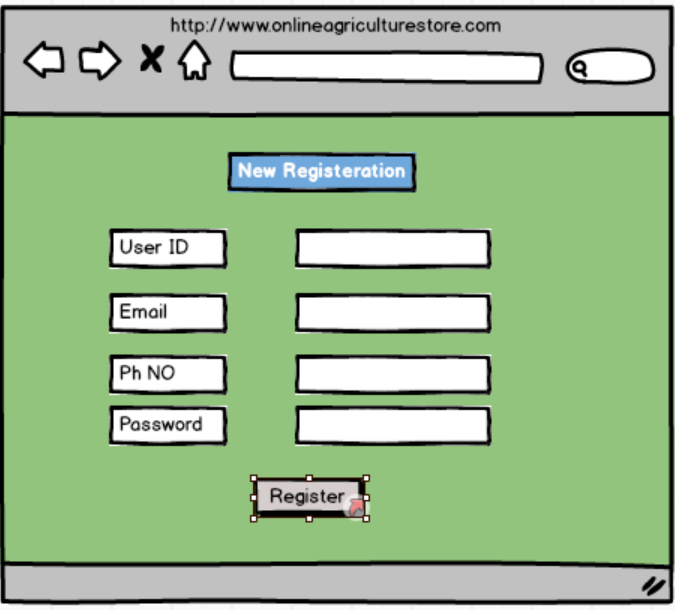 http://www.onlineagriculturestore.com
New Registeration
User ID
Email
Ph NO
Password
Register